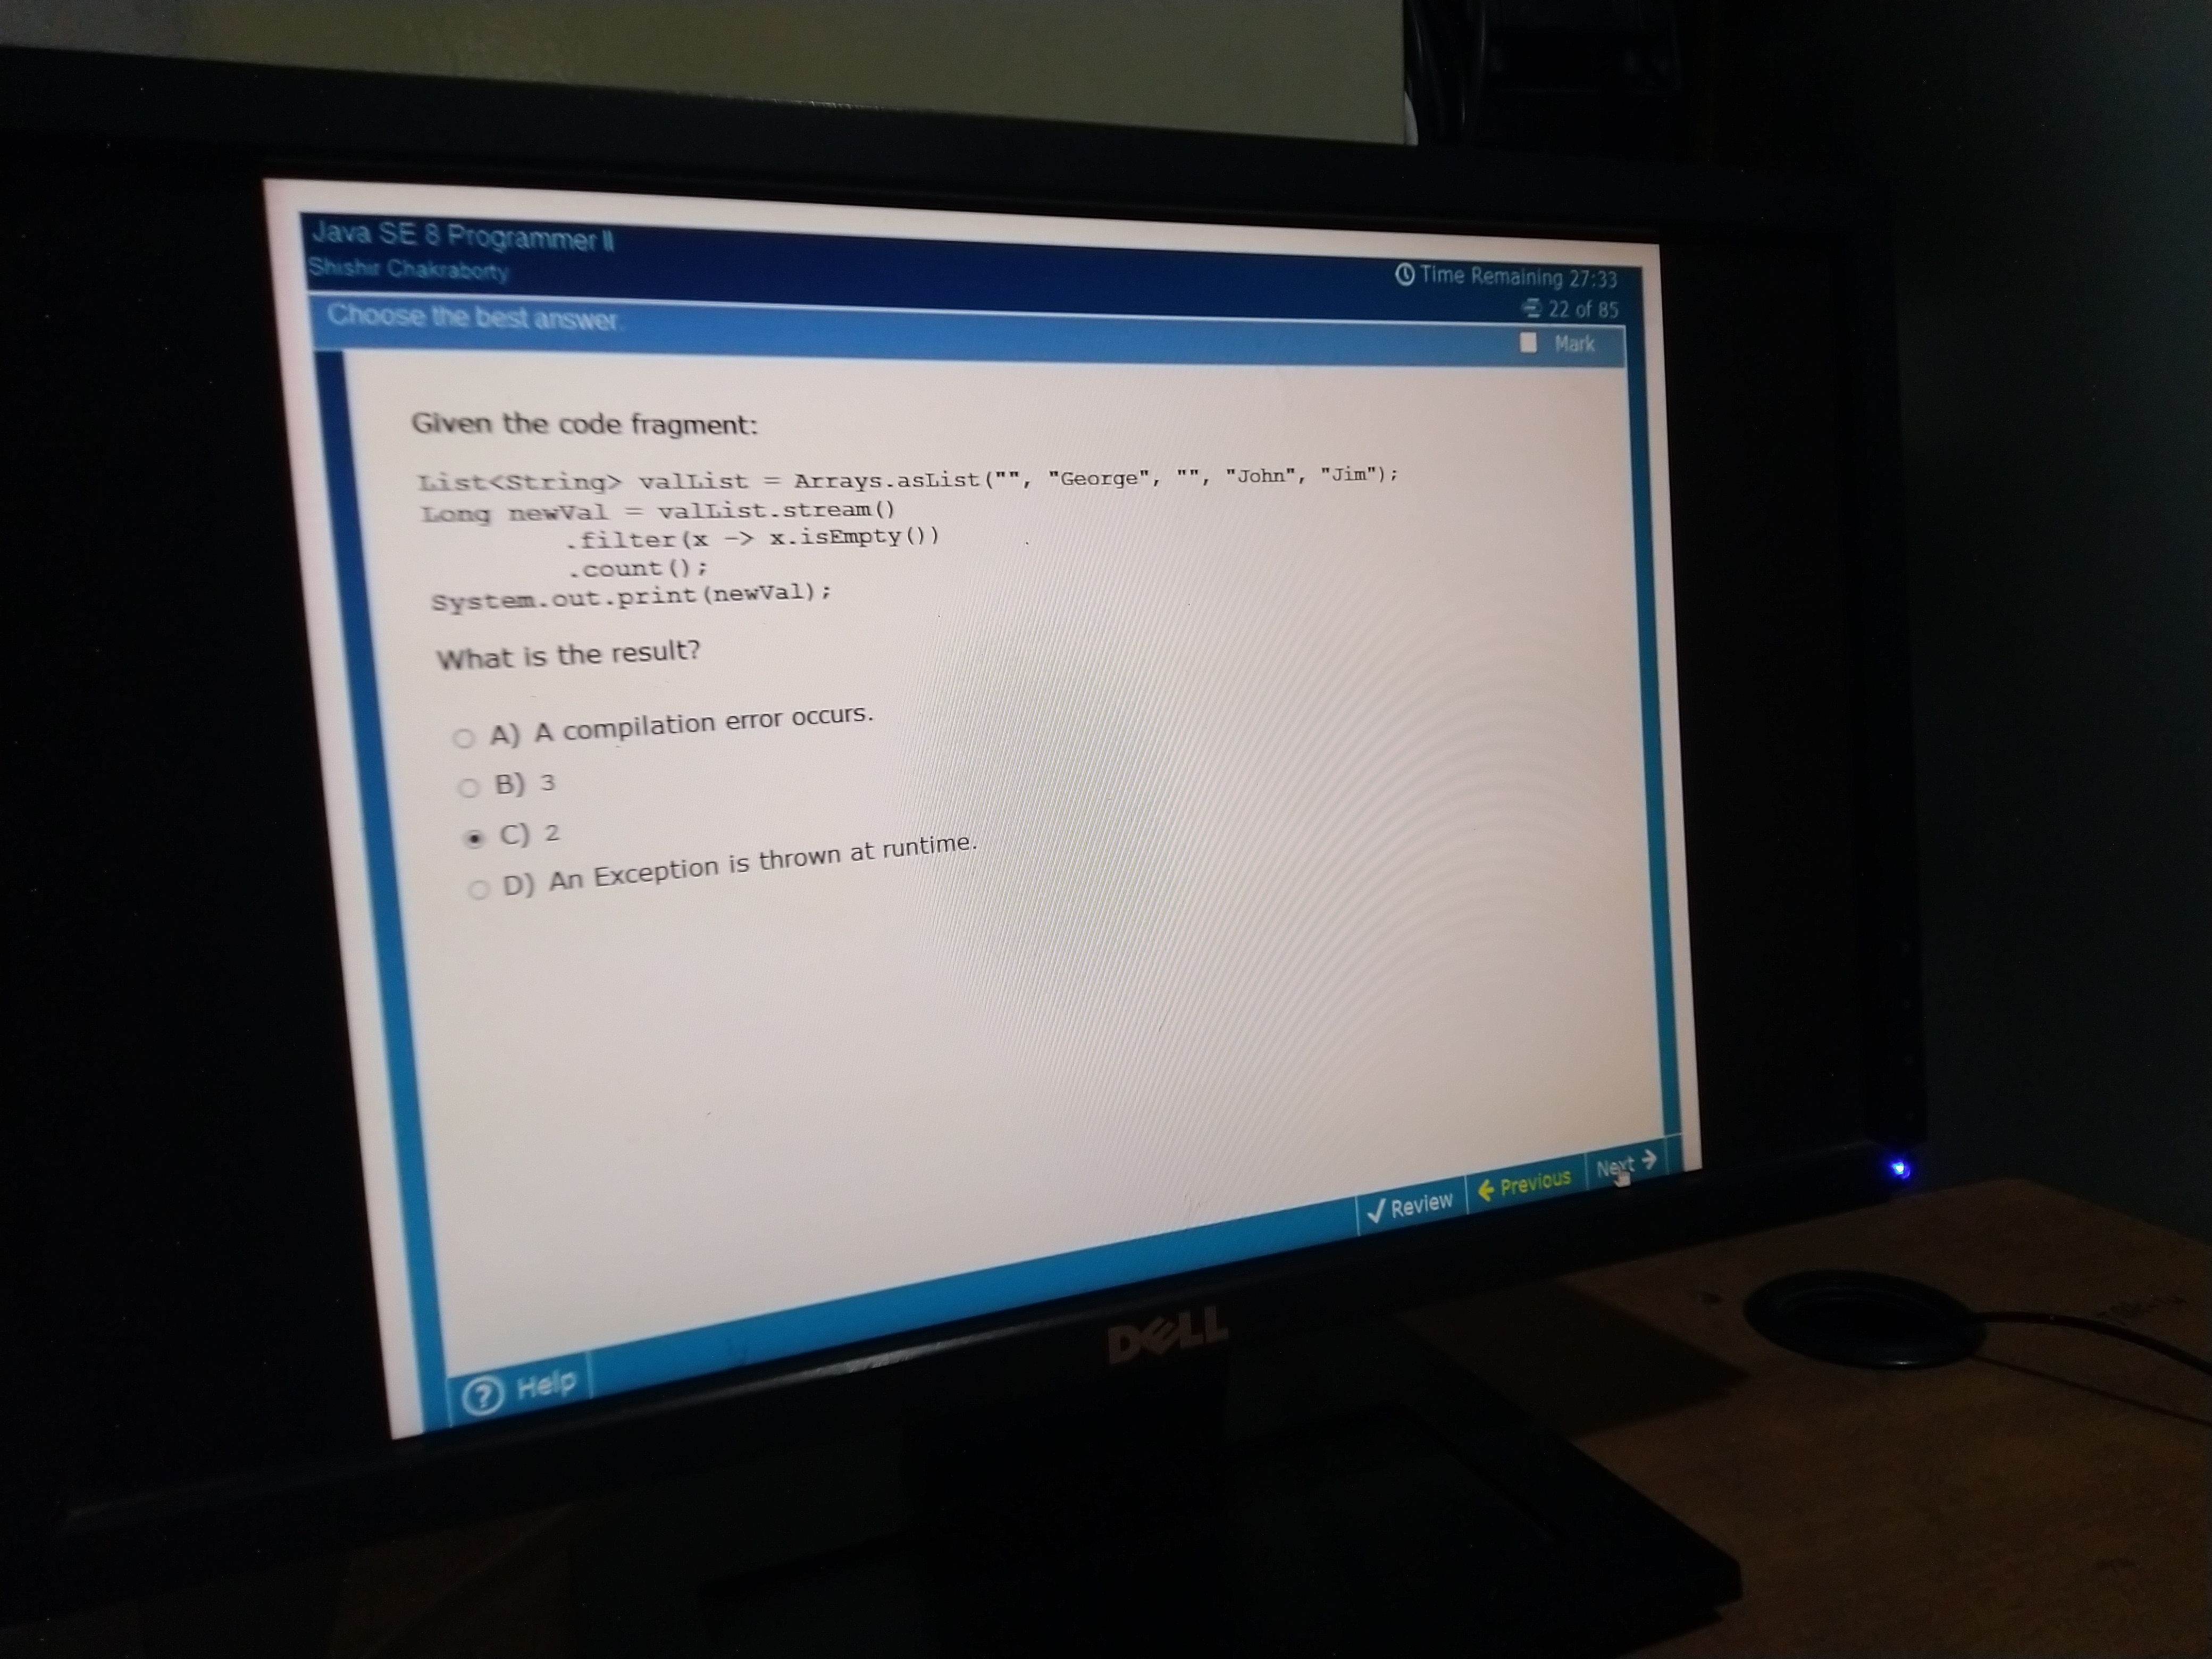 Java SE 8 Programmer II
Shishir Chakraborty
Time Remaining 27:33
22 of 85
Choose the best answer.
Mark
Given the code fragment:
List<String> valList = Arrays.asList("", "George", "", "John", "Jim");
Long newVal = valList.stream()
.filter(x -> x.isEmpty())
.count();
System.out.print(newVal);
What is the result?
A) A compilation error occurs.
B) 3
C) 2
D) An Exception is thrown at runtime.
Review
Previous
Next
Help
DELL